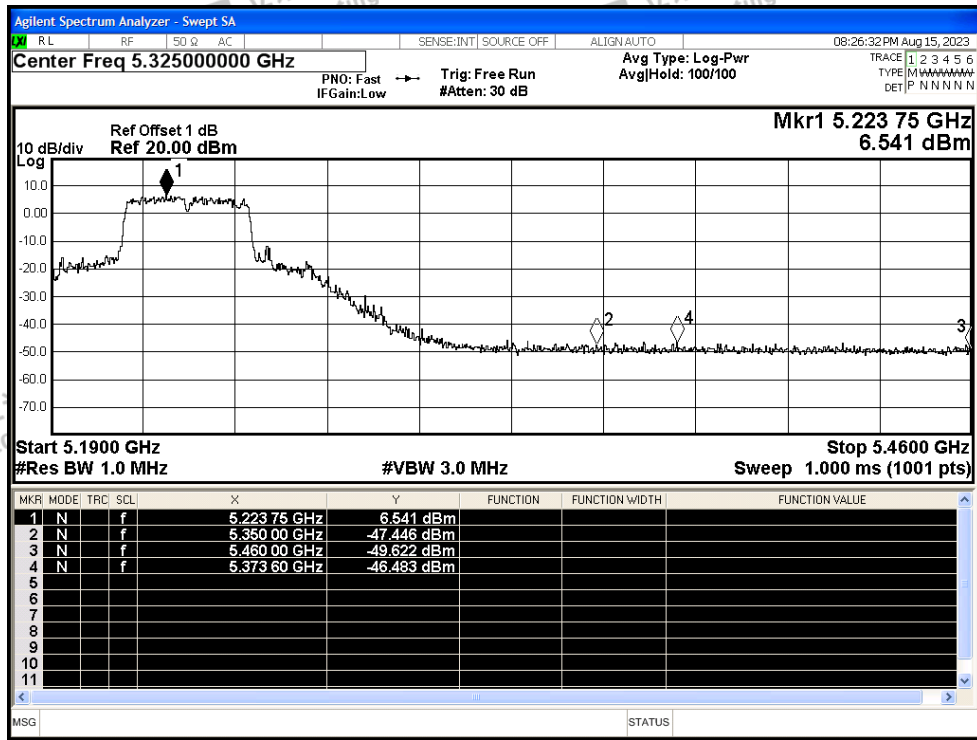 Agilent Spectrum Analyzer - Swept SA
LXI RL RF 50 Ω AC SENSE:INT SOURCE OFF ALIGN AUTO 08:26:32 PM Aug 15, 2023
Center Freq 5.325000000 GHz Avg Type: Log-Pwr TRACE 1 2 3 4 5 6
PNO: Fast Trig: Free Run Avg|Hold: 100/100 TYPE M WWWWW
IFGain:Low #Atten: 30 dB DET P N N N N N
Ref Offset 1 dB Mkr1 5.223 75 GHz
10 dB/div Ref 20.00 dBm 6.541 dBm
Log
1
10.0
0.00
-10.0
-20.0
-30.0
-40.0 2 4 3
-50.0
-60.0
-70.0
Start 5.1900 GHz Stop 5.4600 GHz
#Res BW 1.0 MHz #VBW 3.0 MHz Sweep 1.000 ms (1001 pts)
MKR MODE TRC SCL X Y FUNCTION FUNCTION WIDTH FUNCTION VALUE
1 N f 5.223 75 GHz 6.541 dBm
2 N f 5.350 00 GHz -47.446 dBm
3 N f 5.460 00 GHz -49.622 dBm
4 N f 5.373 60 GHz -46.483 dBm
5
6
7
8
9
10
11
MSG STATUS